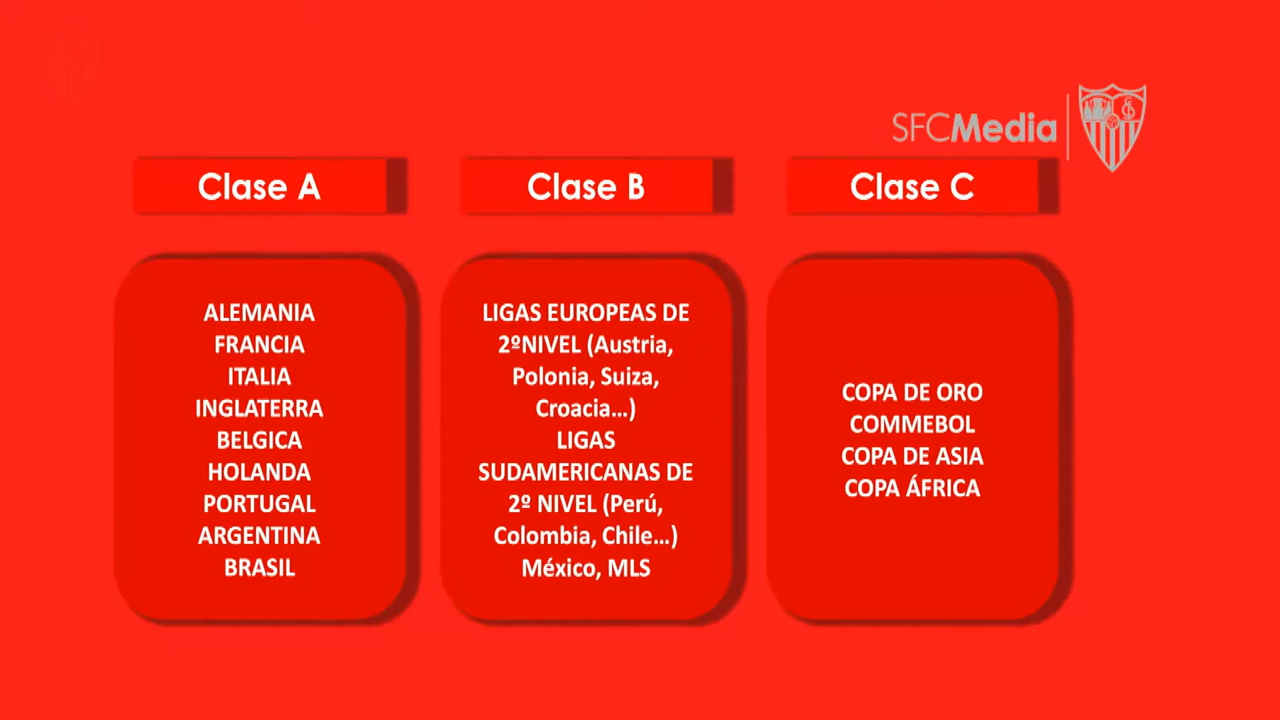 SFCMedia
Clase A
Clase B
Clase C
ALEMANIA
FRANCIA
ITALIA
INGLATERRA
BELGICA
HOLANDA
PORTUGAL
ARGENTINA
BRASIL
LIGAS EUROPEAS DE
2ºNIVEL (Austria,
Polonia, Suiza,
Croacia...)
LIGAS
SUDAMERICANAS DE
2º NIVEL (Perú,
Colombia, Chile...)
México, MLS
COPA DE ORO
COMMEBOL
COPA DE ASIA
COPA ÁFRICA